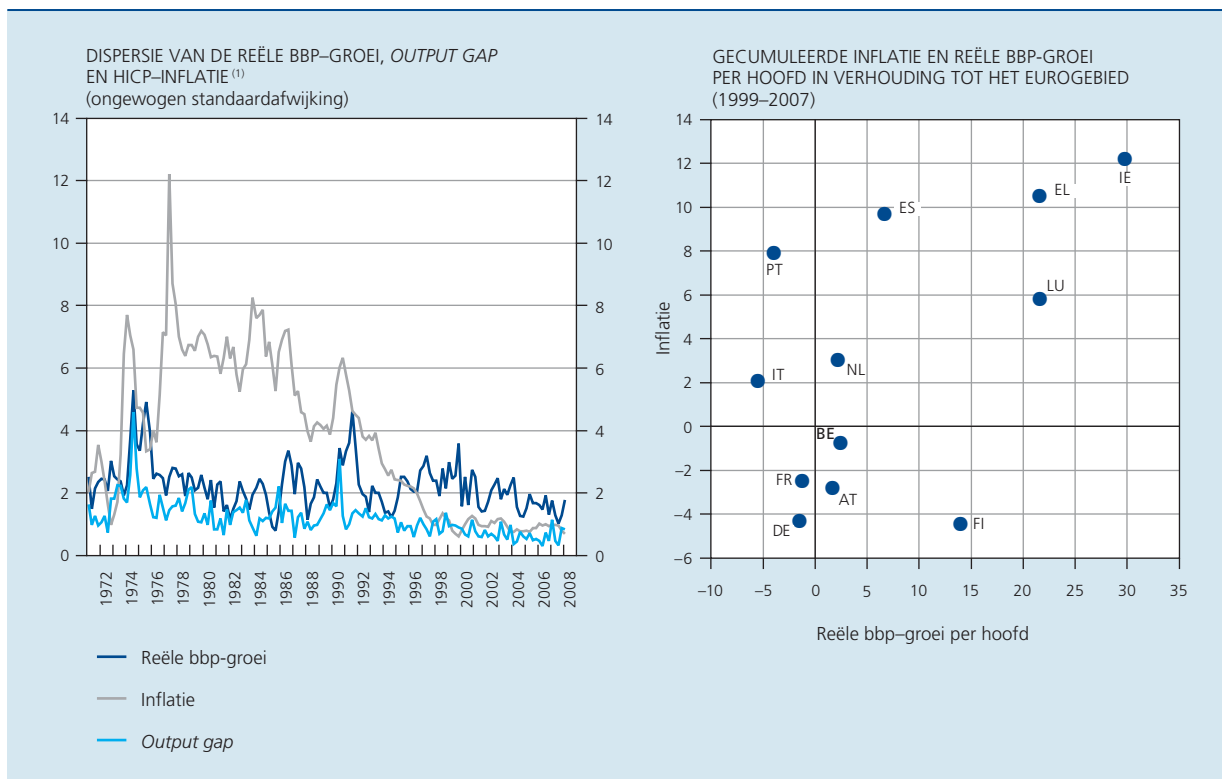 DISPERSIE VAN DE REËLE BBP–GROEI, OUTPUT GAP
EN HICP–INFLATIE (1)
(ongewogen standaardafwijking)
14 14
12 12
10 10
8 8
6 6
4 4
2 2
0 0
1972 1974 1976 1978 1980 1982 1984 1986 1988 1990 1992 1994 1996 1998 2000 2002 2004 2006 2008
Reële bbp-groei
Inflatie
Output gap
GECUMULEERDE INFLATIE EN REËLE BBP-GROEI
PER HOOFD IN VERHOUDING TOT HET EUROGEBIED
(1999–2007)
Inflatie
14
12
10
8
6
4
2
0
–2
–4
–6
IE
EL
ES
PT
LU
NL
IT
BE
FR
AT
DE
FI
–10 –5 0 5 10 15 20 25 30 35
Reële bbp–groei per hoofd